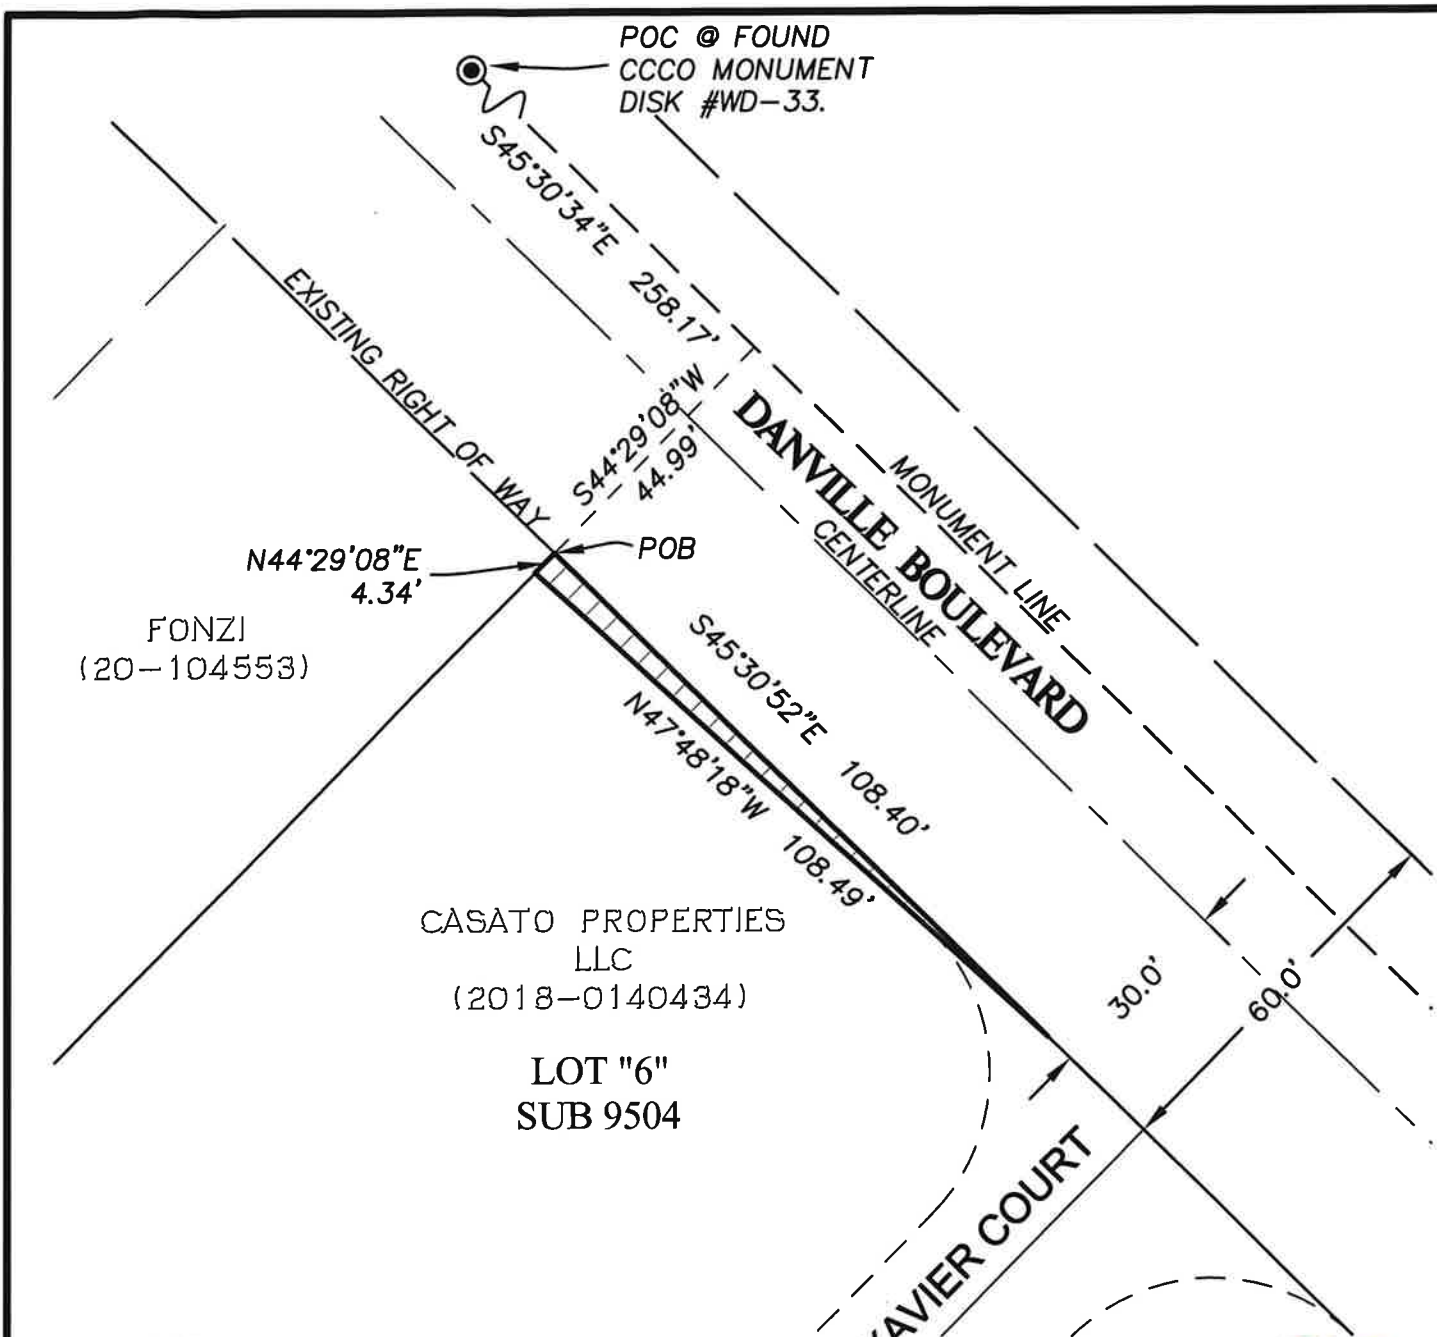 POC @ FOUND
CCCO MONUMENT
DISK #WD-33.
S45°30'34"E 258.17'
EXISTING RIGHT OF WAY
S44°29'08"W
44.99'
DANVILLE BOULEVARD
MONUMENT LINE
CENTERLINE
POB
N44°29'08"E
4.34'
FONZI
(20-104553)
S45°30'52"E 108.40'
N47°48'18"W 108.49'
CASATO PROPERTIES
LLC
(2018-0140434)
LOT "6"
SUB 9504
30.0'
60.0'
COURT